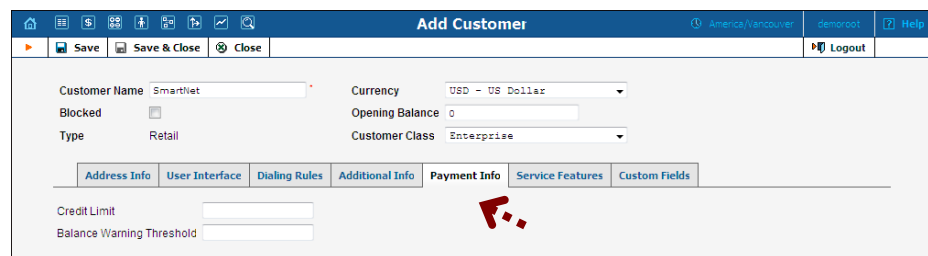 Add Customer America/Vancouver demoroot ? Help
Save Save & Close Close Logout
Customer Name SmartNet * Currency USD - US Dollar
Blocked Opening Balance 0
Type Retail Customer Class Enterprise
Address Info User Interface Dialing Rules Additional Info Payment Info Service Features Custom Fields
Credit Limit
Balance Warning Threshold